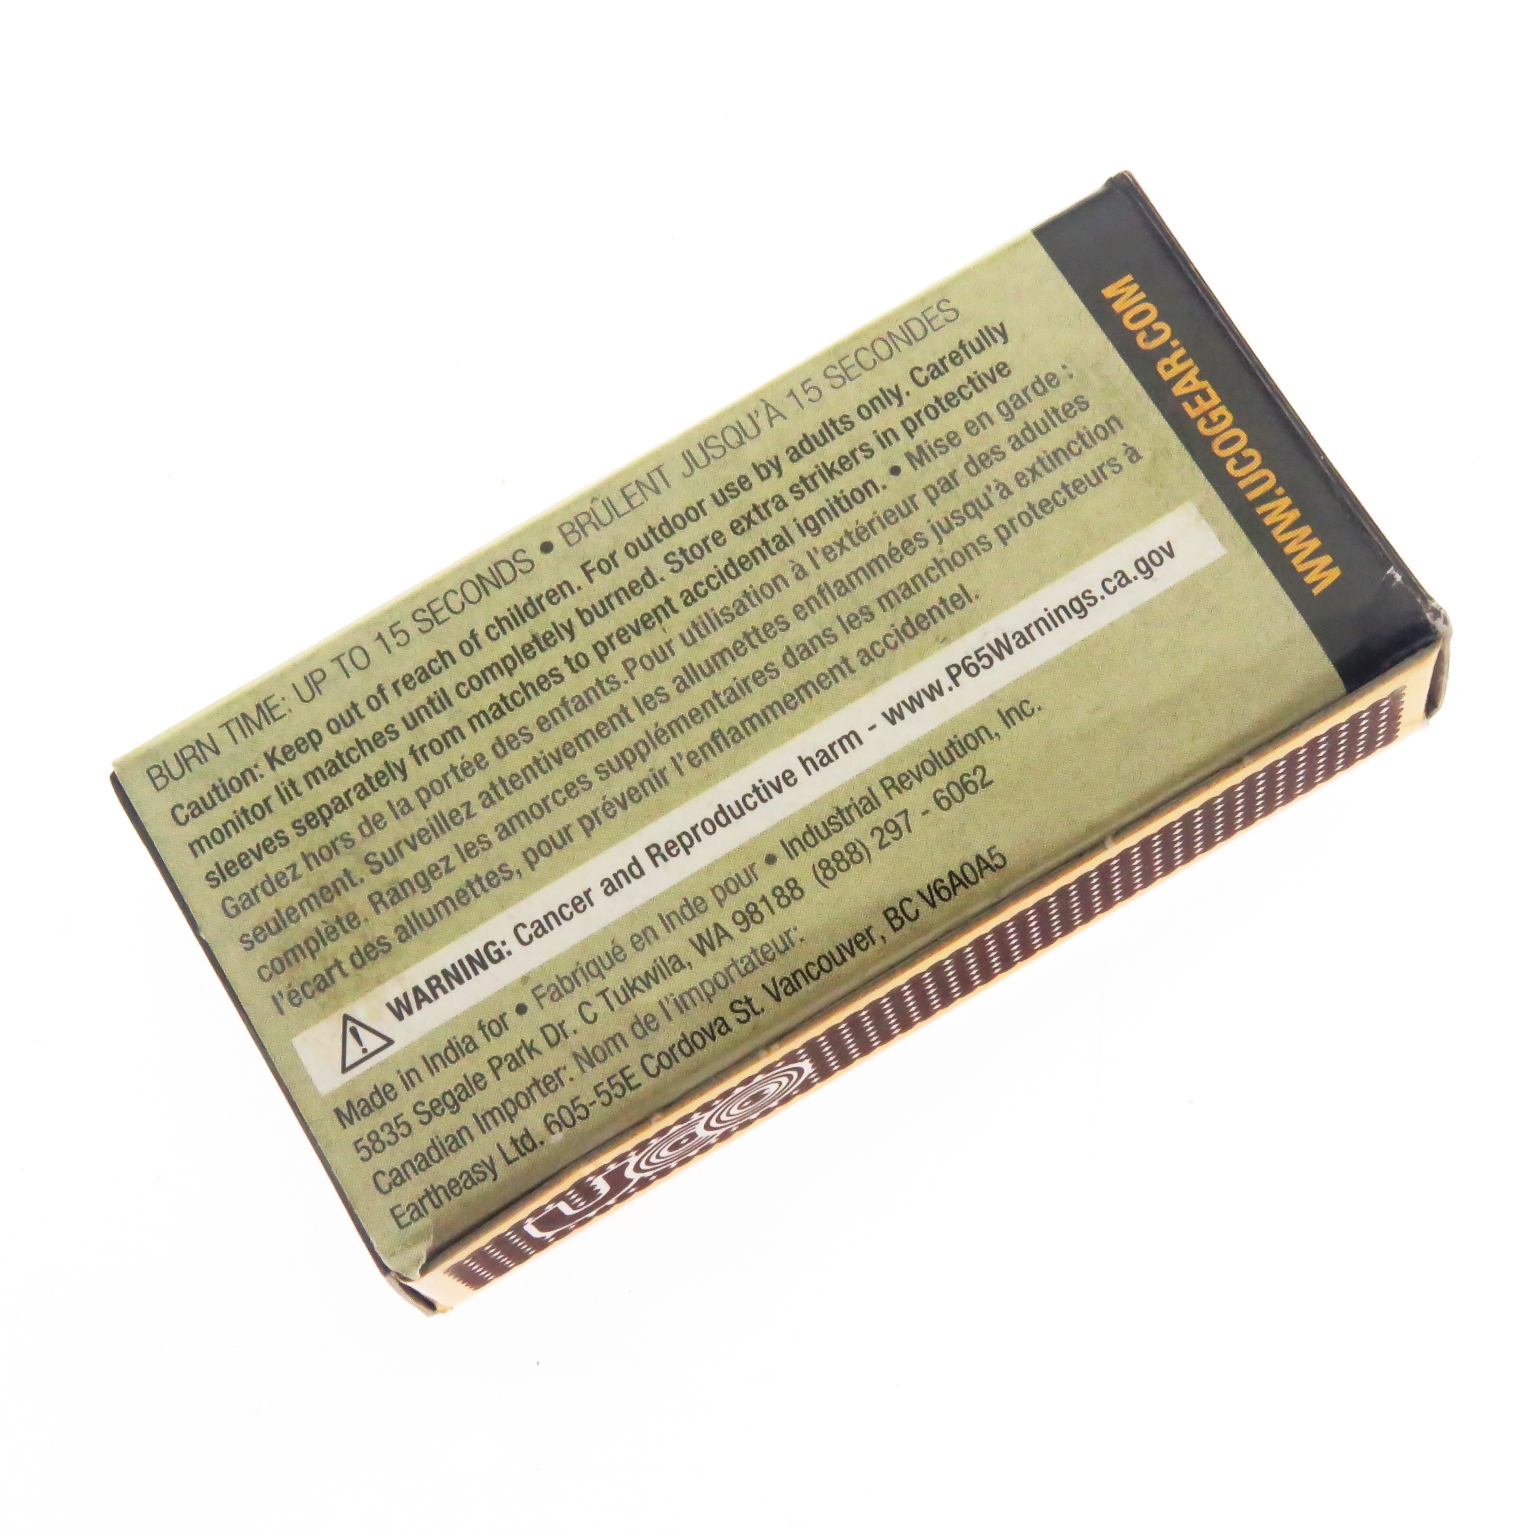 BURN TIME: UP TO 15 SECONDS • BRÛLENT JUSQU'À 15 SECONDES
Caution: Keep out of reach of children. For outdoor use by adults only. Carefully
monitor lit matches until completely burned. Store extra strikers in protective
sleeves separately from matches to prevent accidental ignition. • Mise en garde :
Gardez hors de la portée des enfants.Pour utilisation à l'extérieur par des adultes
seulement. Surveillez attentivement les allumettes enflammées jusqu'à extinction
complète. Rangez les amorces supplémentaires dans les manchons protecteurs à
l'écart des allumettes, pour prévenir l'enflammement accidentel.
WARNING: Cancer and Reproductive harm - www.P65Warnings.ca.gov
Made in India for • Fabriqué en Inde pour • Industrial Revolution, Inc.
5835 Segale Park Dr. C Tukwila, WA 98188 (888) 297 - 6062
Canadian Importer: Nom de l'importateur:
Eartheasy Ltd. 605-55E Cordova St. Vancouver, BC V6A0A5
WWW.UCOGEAR.COM
uco